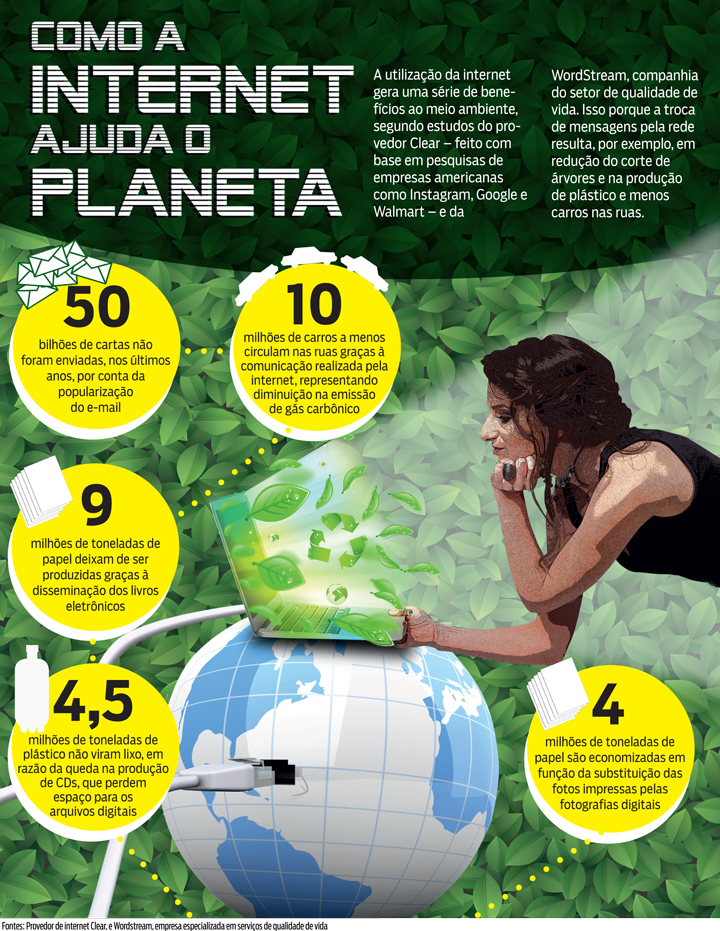 COMO A
INTERNET
AJUDA O
PLANETA
A utilização da internet
gera uma série de bene-
fícios ao meio ambiente,
segundo estudos do pro-
vedor Clear – feito com
base em pesquisas de
empresas americanas
como Instagram, Google e
Walmart – e da
WordStream, companhia
do setor de qualidade de
vida. Isso porque a troca
de mensagens pela rede
resulta, por exemplo, em
redução do corte de
árvores e na produção
de plástico e menos
carros nas ruas.
50
bilhões de cartas não
foram enviadas, nos últimos
anos, por conta da
popularização
do e-mail
10
milhões de carros a menos
circulam nas ruas graças à
comunicação realizada pela
internet, representando
diminuição na emissão
de gás carbônico
9
milhões de toneladas de
papel deixam de ser
produzidas graças à
disseminação dos livros
eletrônicos
4,5
milhões de toneladas de
plástico não viram lixo, em
razão da queda na produção
de CDs, que perdem
espaço para os
arquivos digitais
4
milhões de toneladas de
papel são economizadas em
função da substituição das
fotos impressas pelas
fotografias digitais
Fontes: Provedor de internet Clear, e Wordstream, empresa especializada em serviços de qualidade de vida